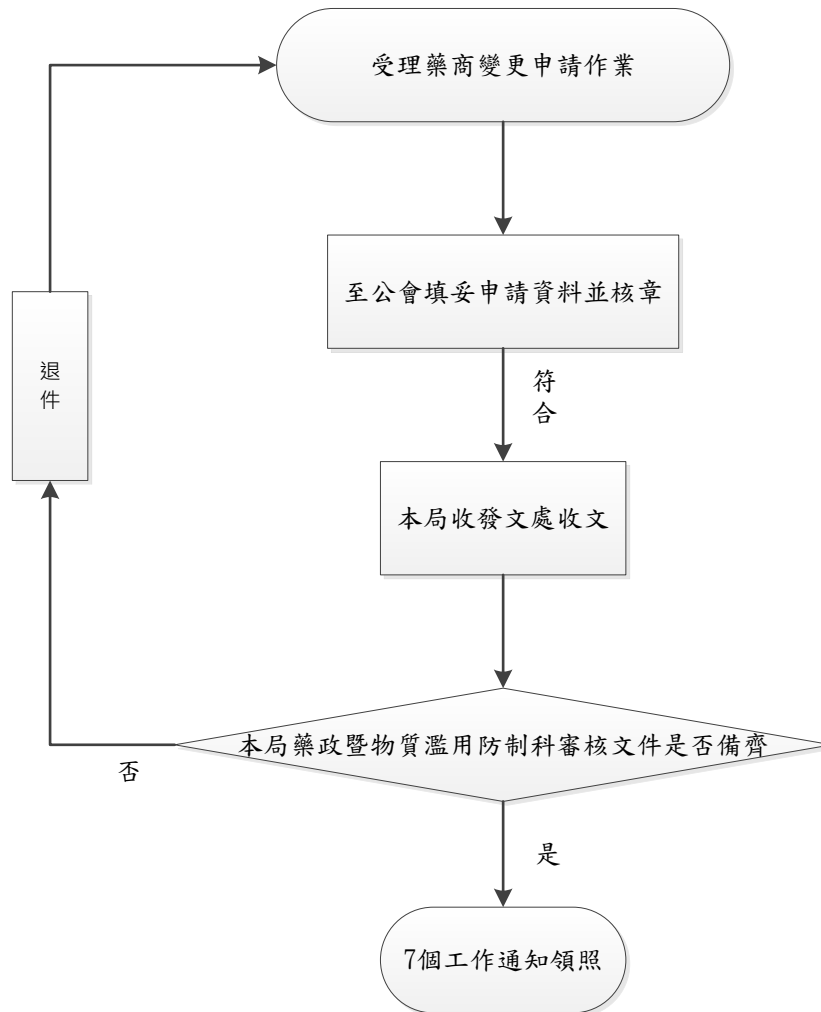 受理藥商變更申請作業
至公會填妥申請資料並核章
退
件
符
合
本局收發文處收文
本局藥政暨物質濫用防制科審核文件是否備齊
否
是
7個工作通知領照